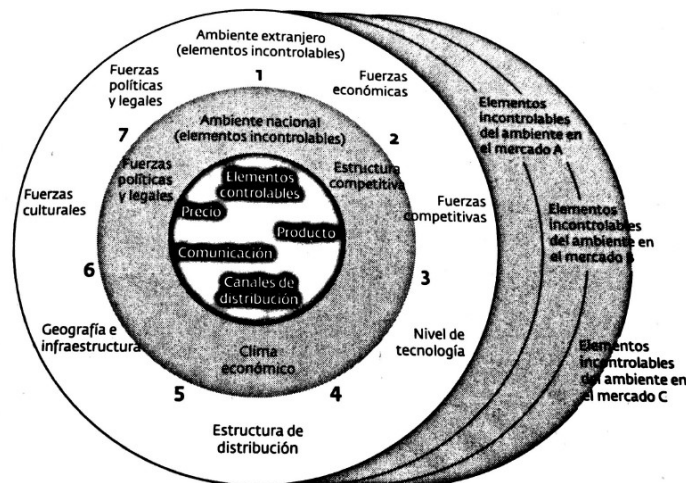 Ambiente extranjero
(elementos incontrolables)
1
Fuerzas
políticas
y legales
Fuerzas
económicas
7
Ambiente nacional
(elementos incontrolables)
2
Fuerzas
políticas
y legales
Estructura
competitiva
Elementos
controlables
Precio
Producto
Comunicación
Canales de
distribución
Fuerzas
culturales
Fuerzas
competitivas
6
3
Geografía e
infraestructura
Nivel de
tecnología
Clima
económico
5
4
Estructura de
distribución
Elementos
incontrolables
del ambiente en
el mercado A
Elementos
incontrolables
del ambiente en
el mercado B
Elementos
incontrolables
del ambiente en
el mercado C